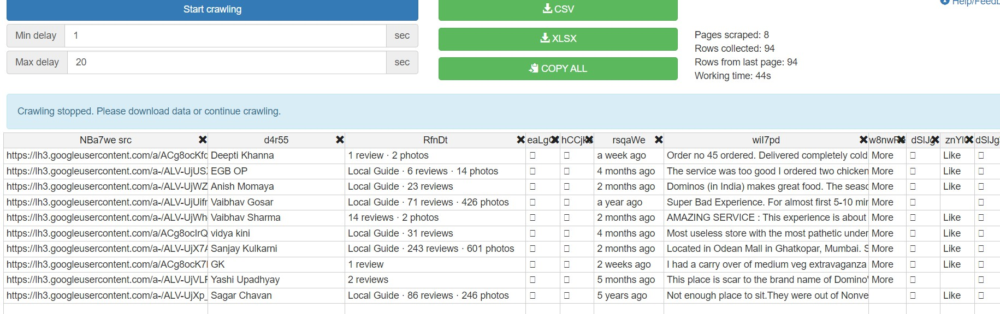 Start crawling
CSV
Help/Feedb
Min delay 1 sec
XLSX
Pages scraped: 8
Rows collected: 94
Max delay 20 sec
COPY ALL
Rows from last page: 94
Working time: 44s
Crawling stopped. Please download data or continue crawling.
NBa7we src d4r55 RfnDt eaLgG hCCjk rsqaWe wiI7pd w8nwR dSlJg znYl dSlJg
https://lh3.googleusercontent.com/a/ACg8ocKfc Deepti Khanna 1 review · 2 photos a week ago Order no 45 ordered. Delivered completely cold More Like
https://lh3.googleusercontent.com/a-/ALV-UjUS EGB OP Local Guide · 6 reviews · 14 photos 4 months ago The service was too good I ordered two chicken More Like
https://lh3.googleusercontent.com/a-/ALV-UjWZ Anish Momaya Local Guide · 23 reviews 2 months ago Dominos (in India) makes great food. The seaso More Like
https://lh3.googleusercontent.com/a-/ALV-UjUifr Vaibhav Gosar Local Guide · 71 reviews · 426 photos a year ago Super Bad Experience. For almost first 5-10 min More
https://lh3.googleusercontent.com/a-/ALV-UjWh Vaibhav Sharma 14 reviews · 2 photos 2 months ago AMAZING SERVICE : This experience is about More Like
https://lh3.googleusercontent.com/a/ACg8ocIrQ vidya kini Local Guide · 31 reviews 4 months ago Most useless store with the most pathetic under More Like
https://lh3.googleusercontent.com/a-/ALV-UjX7A Sanjay Kulkarni Local Guide · 243 reviews · 601 photos 2 months ago Located in Odean Mall in Ghatkopar, Mumbai. S More Like
https://lh3.googleusercontent.com/a/ACg8ocK7 GK 1 review 2 weeks ago I had a carry over of medium veg extravaganza More Like
https://lh3.googleusercontent.com/a-/ALV-UjVLF Yashi Upadhyay 2 reviews 5 months ago This place is scar to the brand name of Domino' More
https://lh3.googleusercontent.com/a-/ALV-UjXp_ Sagar Chavan Local Guide · 86 reviews · 246 photos 5 years ago Not enough place to sit.They were out of Nonve Like